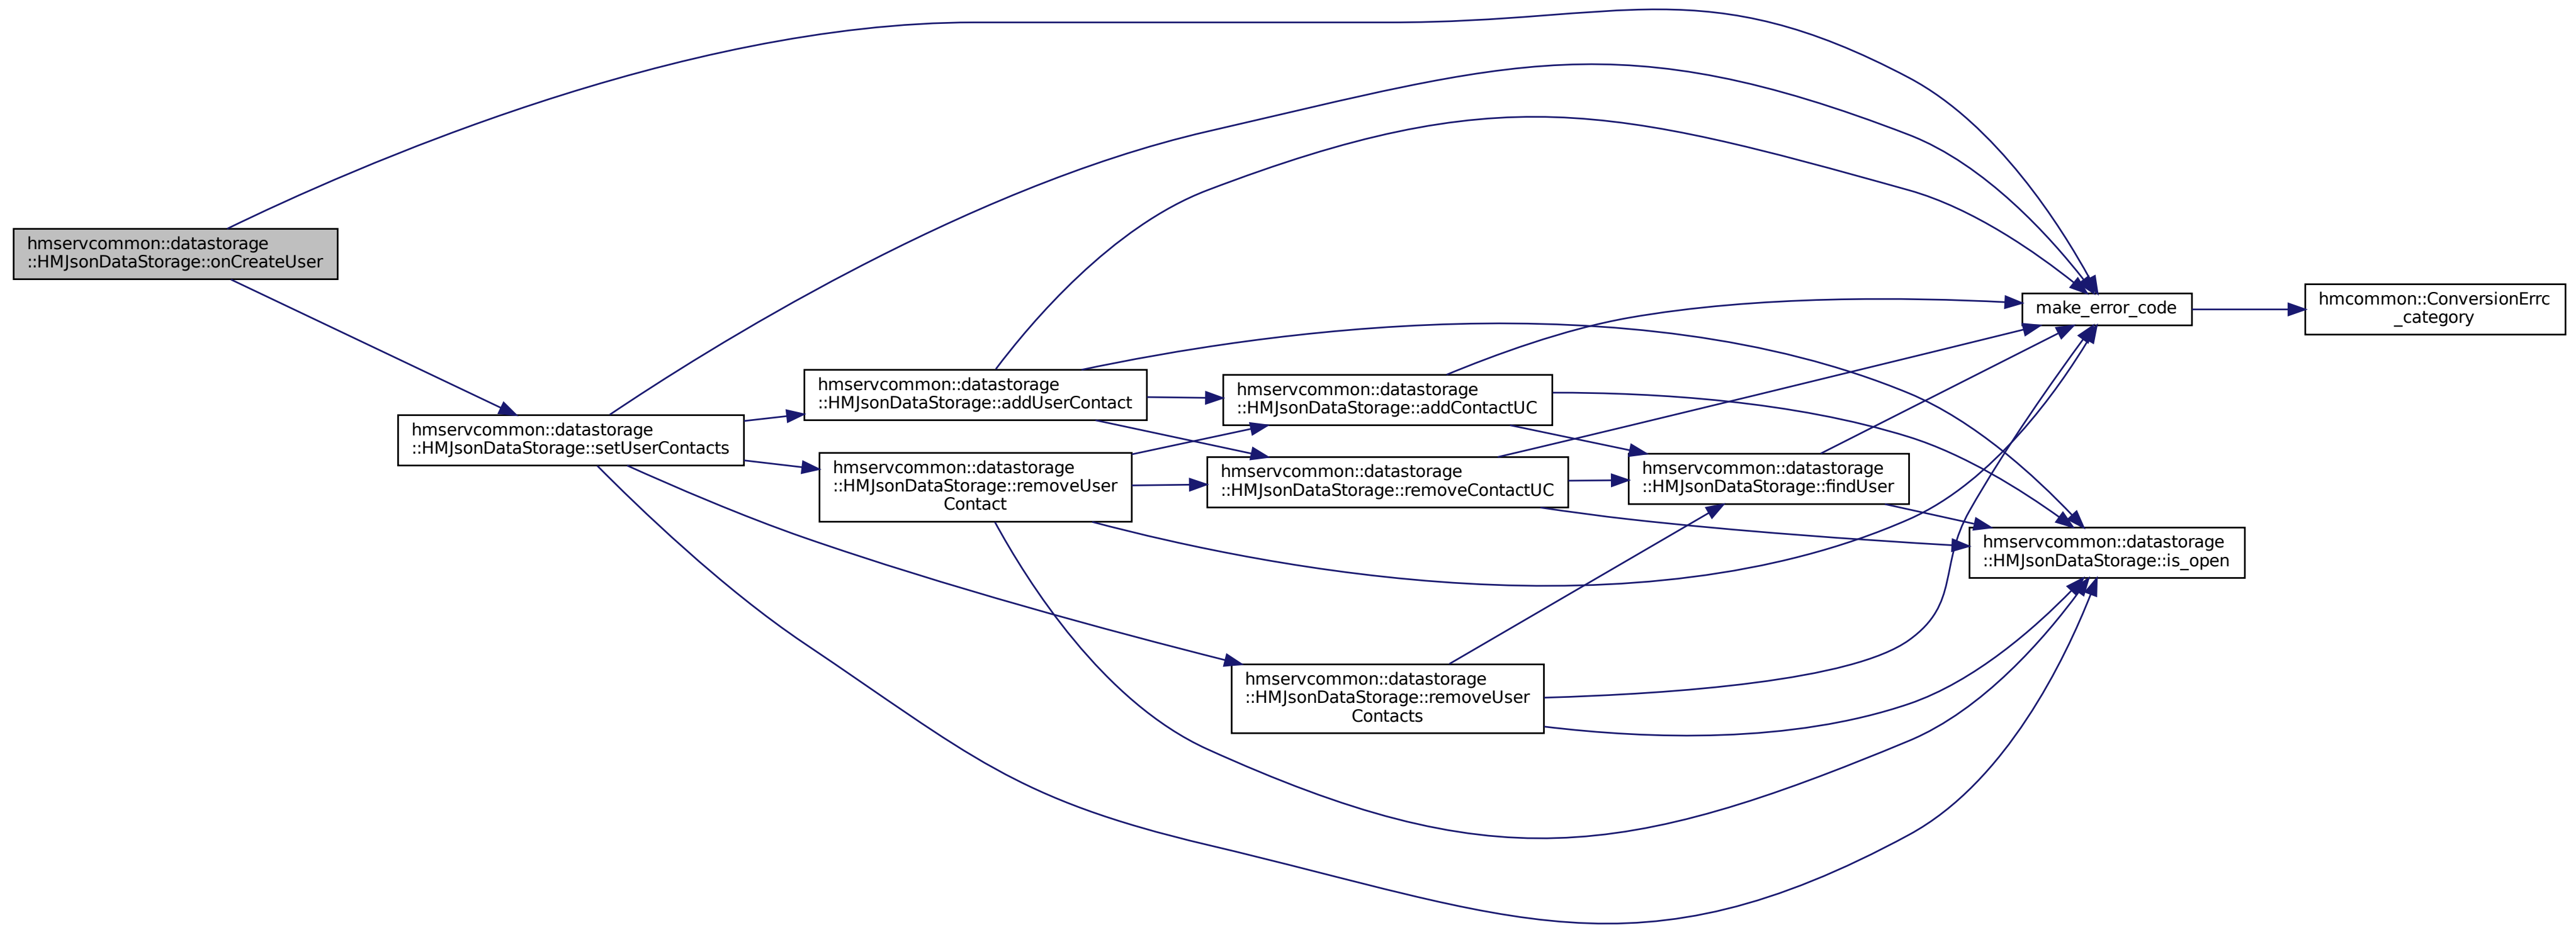 hmservcommon::datastorage
::HMJsonDataStorage::onCreateUser
hmservcommon::datastorage
::HMJsonDataStorage::setUserContacts
hmservcommon::datastorage
::HMJsonDataStorage::addUserContact
hmservcommon::datastorage
::HMJsonDataStorage::removeUser
Contact
hmservcommon::datastorage
::HMJsonDataStorage::addContactUC
hmservcommon::datastorage
::HMJsonDataStorage::removeContactUC
hmservcommon::datastorage
::HMJsonDataStorage::removeUser
Contacts
hmservcommon::datastorage
::HMJsonDataStorage::findUser
make_error_code
hmservcommon::datastorage
::HMJsonDataStorage::is_open
hmcommon::ConversionErrc
_category